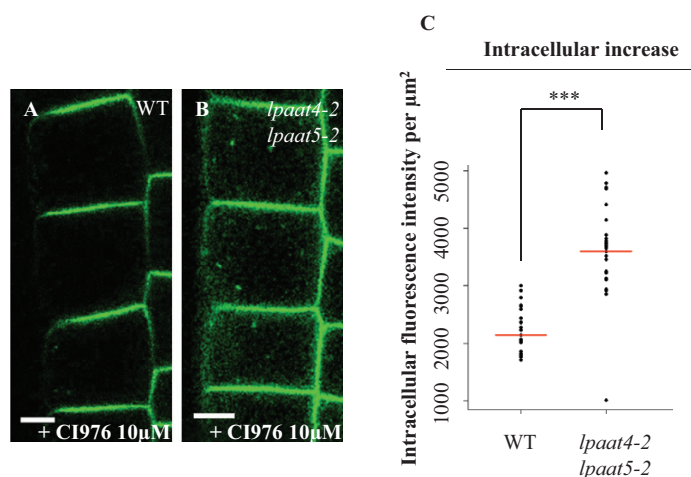 A
WT
+ CI976 10µM
B
lpaat4-2
lpaat5-2
+ CI976 10µM
C
Intracellular increase
Intracellular fluorescence intensity per µm²
***
5000
4000
3000
2000
1000
WT
lpaat4-2
lpaat5-2